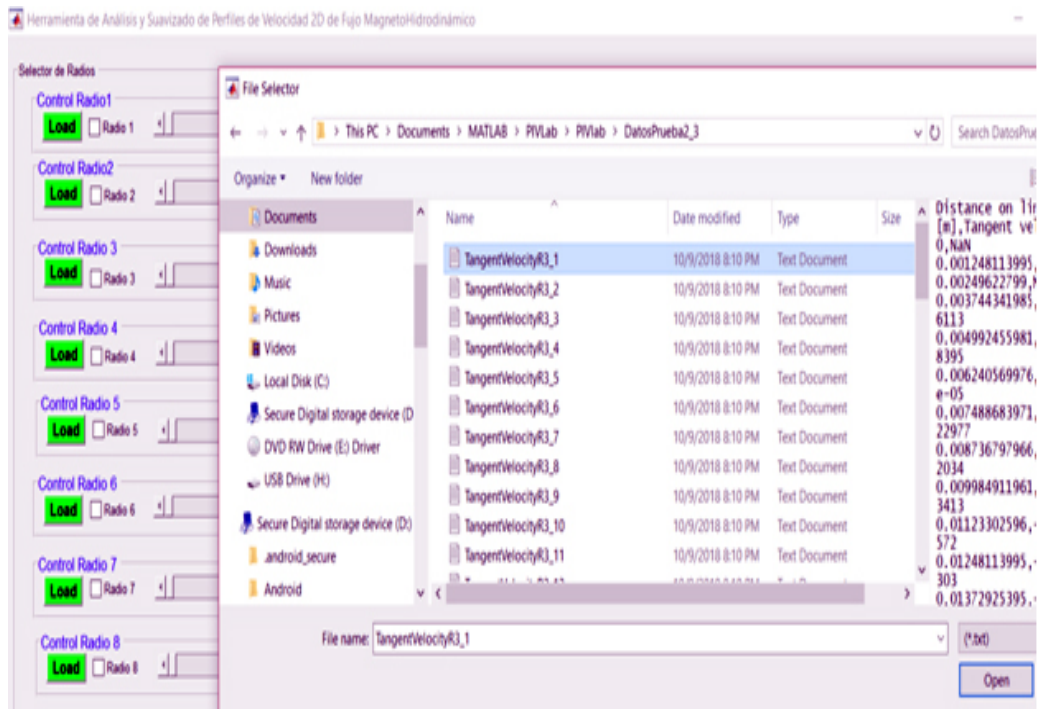 Herramienta de Análisis y Suavizado de Perfiles de Velocidad 2D de Fujo MagnetoHidrodinámico
Selector de Radios
Control Radio1
Load Radio 1
Control Radio2
Load Radio 2
Control Radio 3
Load Radio 3
Control Radio 4
Load Radio 4
Control Radio 5
Load Radio 5
Control Radio 6
Load Radio 6
Control Radio 7
Load Radio 7
Control Radio 8
Load Radio 8
File Selector
This PC > Documents > MATLAB > PIVLab > PIVlab > DatosPrueba2_3
Search DatosPrue
Organize New folder
Documents
Downloads
Music
Pictures
Videos
Local Disk (C:)
Secure Digital storage device (D
DVD RW Drive (E:) Driver
USB Drive (H:)
Secure Digital storage device (D:)
.android_secure
Android
Name Date modified Type Size
TangentVelocityR3_1 10/9/2018 8:10 PM Text Document
TangentVelocityR3_2 10/9/2018 8:10 PM Text Document
TangentVelocityR3_3 10/9/2018 8:10 PM Text Document
TangentVelocityR3_4 10/9/2018 8:10 PM Text Document
TangentVelocityR3_5 10/9/2018 8:10 PM Text Document
TangentVelocityR3_6 10/9/2018 8:10 PM Text Document
TangentVelocityR3_7 10/9/2018 8:10 PM Text Document
TangentVelocityR3_8 10/9/2018 8:10 PM Text Document
TangentVelocityR3_9 10/9/2018 8:10 PM Text Document
TangentVelocityR3_10 10/9/2018 8:10 PM Text Document
TangentVelocityR3_11 10/9/2018 8:10 PM Text Document
Distance on lin
[m],Tangent ve
0,NaN
0.001248113995,
0.00249622799,N
0.003744341985,
6113
0.004992455981,
8395
0.006240569976,
e-05
0.007488683971,
22977
0.008736797966,
2034
0.009984911961,
3413
0.01123302596,-
572
0.01248113995,-
303
0.01372925395,-
File name: TangentVelocityR3_1
(*.txt)
Open